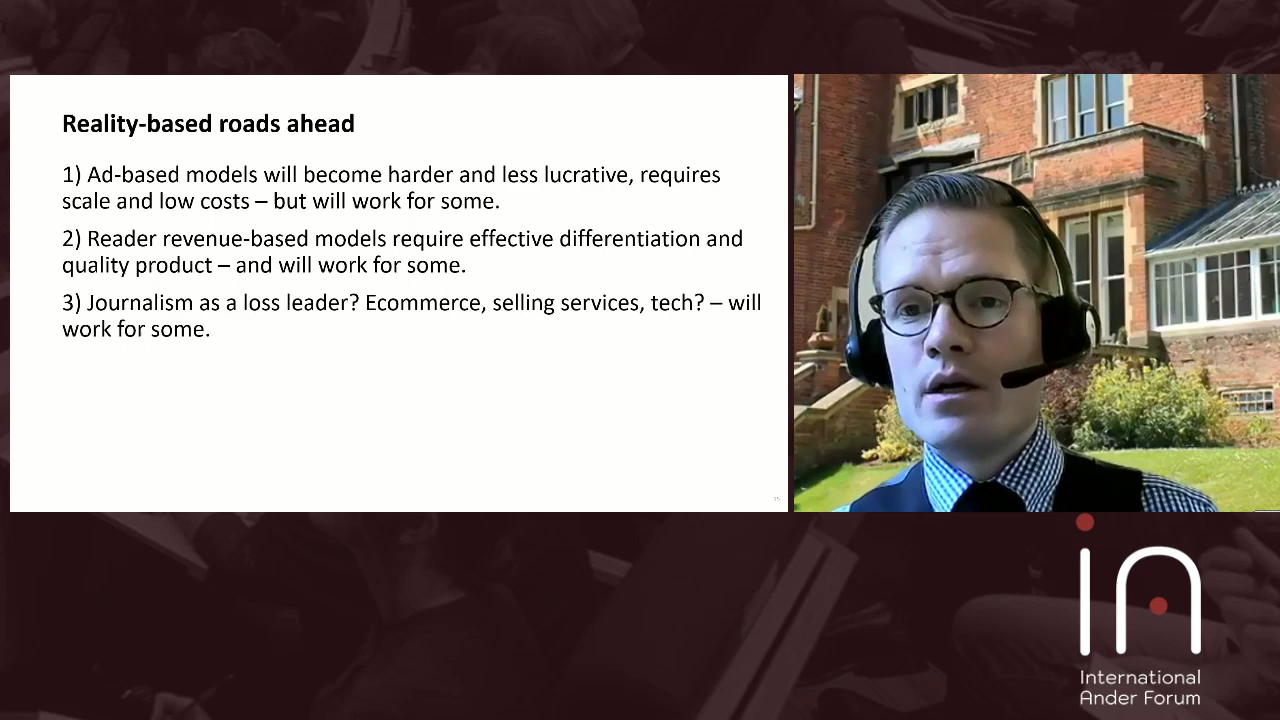 Reality-based roads ahead
1) Ad-based models will become harder and less lucrative, requires
scale and low costs – but will work for some.
2) Reader revenue-based models require effective differentiation and
quality product – and will work for some.
3) Journalism as a loss leader? Ecommerce, selling services, tech? – will
work for some.
15
in
International
Ander Forum